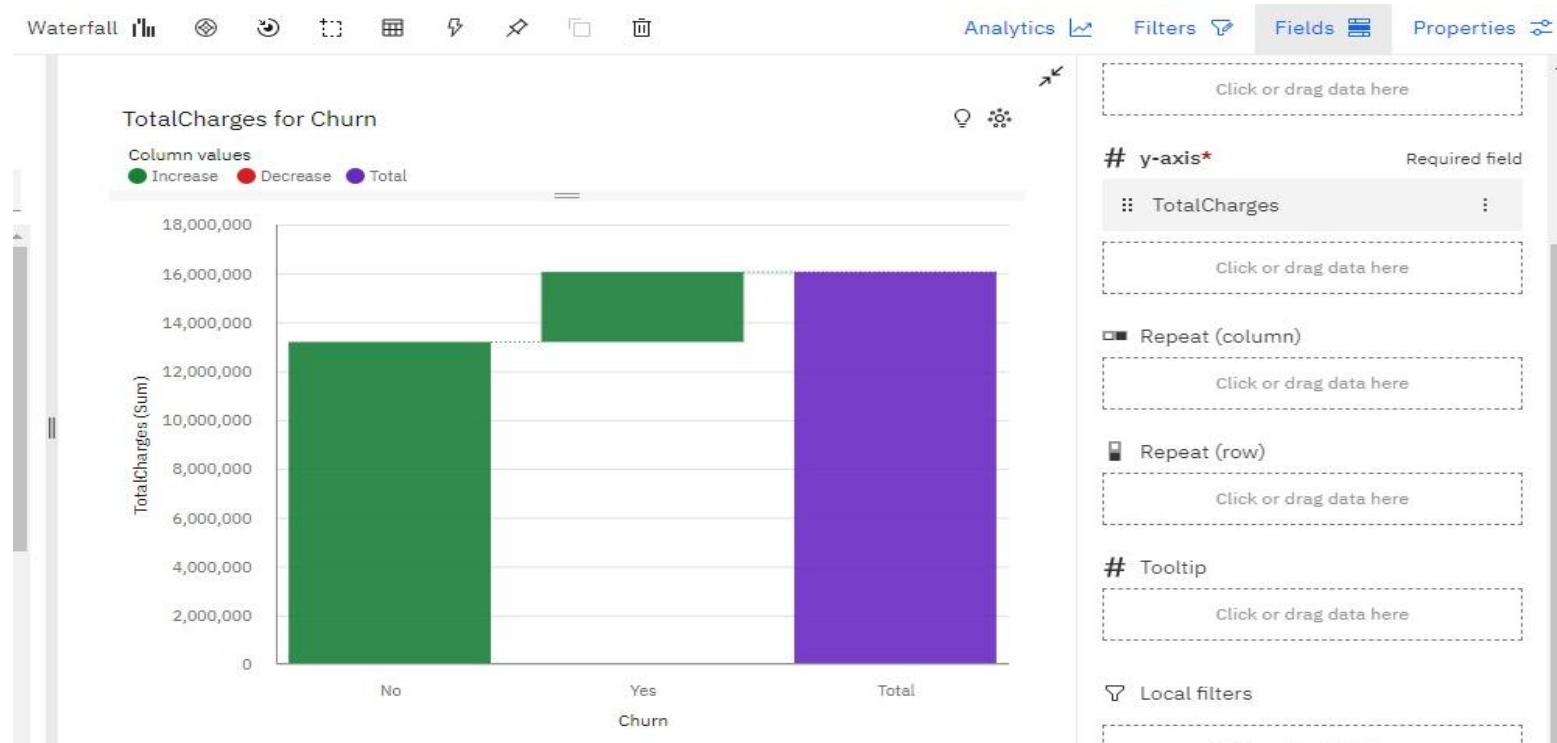 Waterfall
Analytics Filters Fields Properties
TotalCharges for Churn
Column values
Increase Decrease Total
18,000,000
16,000,000
14,000,000
12,000,000
10,000,000
8,000,000
6,000,000
4,000,000
2,000,000
0
TotalCharges (Sum)
No Yes Total
Churn
Click or drag data here
# y-axis* Required field
TotalCharges
Click or drag data here
Repeat (column)
Click or drag data here
Repeat (row)
Click or drag data here
# Tooltip
Click or drag data here
Local filters